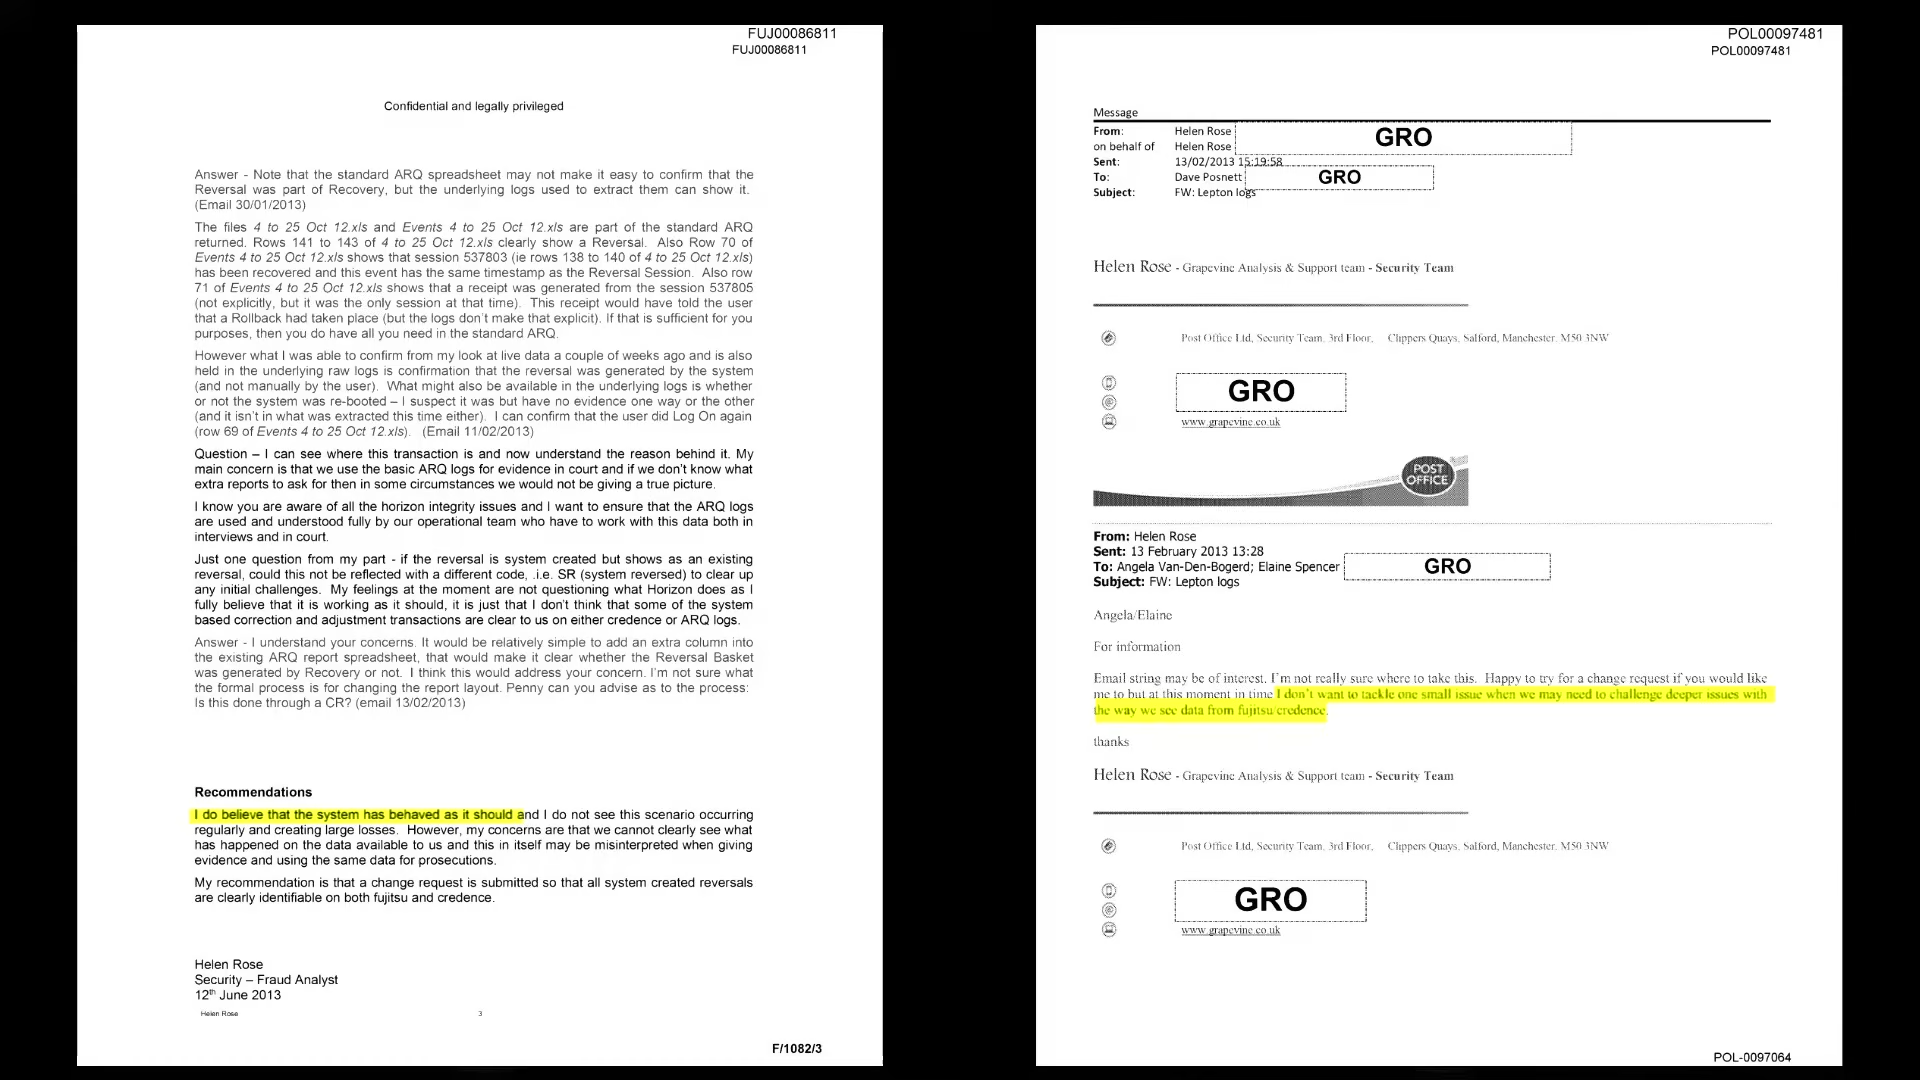 FUJ00086811
FUJ00086811
Confidential and legally privileged
Answer - Note that the standard ARQ spreadsheet may not make it easy to confirm that the
Reversal was part of Recovery, but the underlying logs used to extract them can show it.
(Email 30/01/2013)
The files 4 to 25 Oct 12.xls and Events 4 to 25 Oct 12.xls are part of the standard ARQ
returned. Rows 141 to 143 of 4 to 25 Oct 12.xls clearly show a Reversal. Also Row 70 of
Events 4 to 25 Oct 12.xls shows that session 537803 (ie rows 138 to 140 of 4 to 25 Oct 12.xls)
has been recovered and this event has the same timestamp as the Reversal Session. Also row
71 of Events 4 to 25 Oct 12.xls shows that a receipt was generated from the session 537805
(not explicitly, but it was the only session at that time). This receipt would have told the user
that a Rollback had taken place (but the logs don't make that explicit). If that is sufficient for you
purposes, then you do have all you need in the standard ARQ.
However what I was able to confirm from my look at live data a couple of weeks ago and is also
held in the underlying raw logs is confirmation that the reversal was generated by the system
(and not manually by the user). What might also be available in the underlying logs is whether
or not the system was re-booted – I suspect it was but have no evidence one way or the other
(and it isn't in what was extracted this time either). I can confirm that the user did Log On again
(row 69 of Events 4 to 25 Oct 12.xls). (Email 11/02/2013)
Question – I can see where this transaction is and now understand the reason behind it. My
main concern is that we use the basic ARQ logs for evidence in court and if we don't know what
extra reports to ask for then in some circumstances we would not be giving a true picture.
I know you are aware of all the horizon integrity issues and I want to ensure that the ARQ logs
are used and understood fully by our operational team who have to work with this data both in
interviews and in court.
Just one question from my part - if the reversal is system created but shows as an existing
reversal, could this not be reflected with a different code, .i.e. SR (system reversed) to clear up
any initial challenges. My feelings at the moment are not questioning what Horizon does as I
fully believe that it is working as it should, it is just that I don't think that some of the system
based correction and adjustment transactions are clear to us on either credence or ARQ logs.
Answer - I understand your concerns. It would be relatively simple to add an extra column into
the existing ARQ report spreadsheet, that would make it clear whether the Reversal Basket
was generated by Recovery or not. I think this would address your concern. I'm not sure what
the formal process is for changing the report layout. Penny can you advise as to the process:
Is this done through a CR? (email 13/02/2013)
Recommendations
I do believe that the system has behaved as it should and I do not see this scenario occurring
regularly and creating large losses. However, my concerns are that we cannot clearly see what
has happened on the data available to us and this in itself may be misinterpreted when giving
evidence and using the same data for prosecutions.
My recommendation is that a change request is submitted so that all system created reversals
are clearly identifiable on both fujitsu and credence.
Helen Rose
Security – Fraud Analyst
12th June 2013
Helen Rose 3
F/1082/3
POL00097481
POL00097481
Message
From: Helen Rose GRO
on behalf of Helen Rose
Sent: 13/02/2013 15:19:58
To: Dave Posnett GRO
Subject: FW: Lepton logs
Helen Rose - Grapevine Analysis & Support team - Security Team
Post Office Ltd, Security Team, 3rd Floor, Clippers Quays, Salford, Manchester, M50 3NW
GRO
www.grapevine.co.uk
POST
OFFICE
From: Helen Rose
Sent: 13 February 2013 13:28
To: Angela Van-Den-Bogerd; Elaine Spencer GRO
Subject: FW: Lepton logs
Angela/Elaine
For information
Email string may be of interest. I'm not really sure where to take this. Happy to try for a change request if you would like
me to but at this moment in time I don't want to tackle one small issue when we may need to challenge deeper issues with
the way we see data from fujitsu/credence.
thanks
Helen Rose - Grapevine Analysis & Support team - Security Team
Post Office Ltd, Security Team, 3rd Floor, Clippers Quays, Salford, Manchester, M50 3NW
GRO
www.grapevine.co.uk
POL-0097064